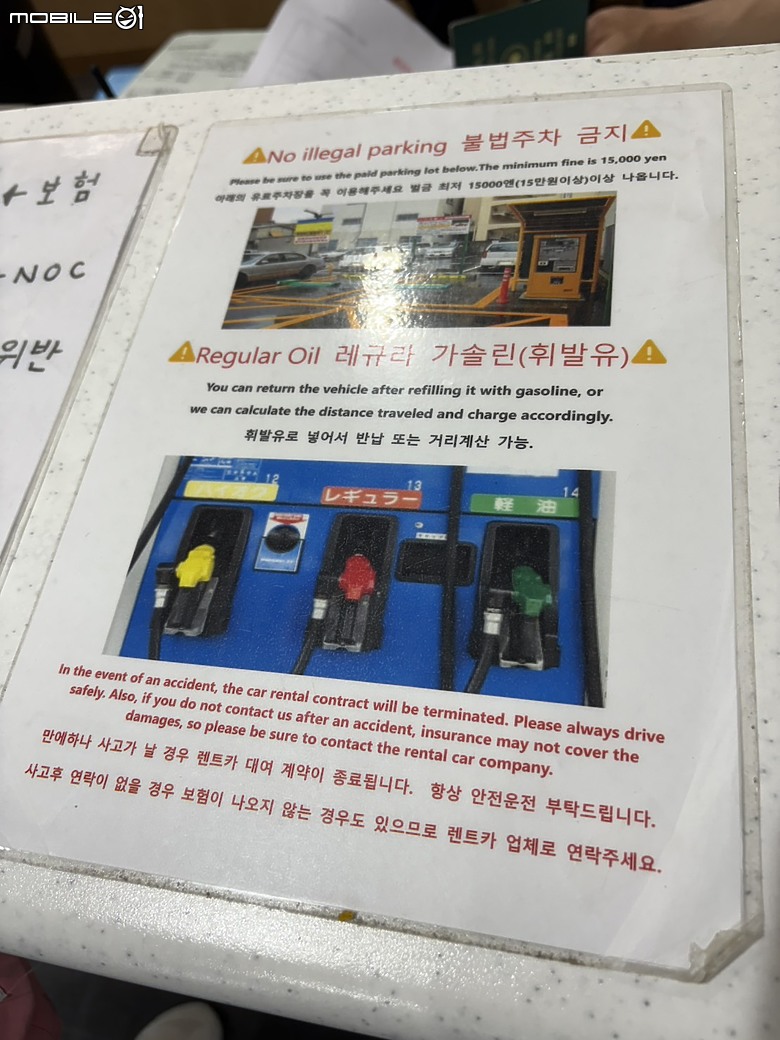 MOBILE01
보험
NOC
위반
No illegal parking 불법주차 금지
Please be sure to use the paid parking lot below.The minimum fine is 15,000 yen
아래의 유료주차장을 꼭 이용해주세요 벌금 최저 15000엔(15만원이상)이상 나옵니다.
Regular Oil 레규라 가솔린(휘발유)
You can return the vehicle after refilling it with gasoline, or
we can calculate the distance traveled and charge accordingly.
휘발유로 넣어서 반납 또는 거리계산 가능.
12 13 14
ハイオク レギュラー 軽油
In the event of an accident, the car rental contract will be terminated. Please always drive
safely. Also, if you do not contact us after an accident, insurance may not cover the
damages, so please be sure to contact the rental car company.
만에하나 사고가 날 경우 렌트카 대여 계약이 종료됩니다. 항상 안전운전 부탁드립니다.
사고후 연락이 없을 경우 보험이 나오지 않는 경우도 있으므로 렌트카 업체로 연락주세요.